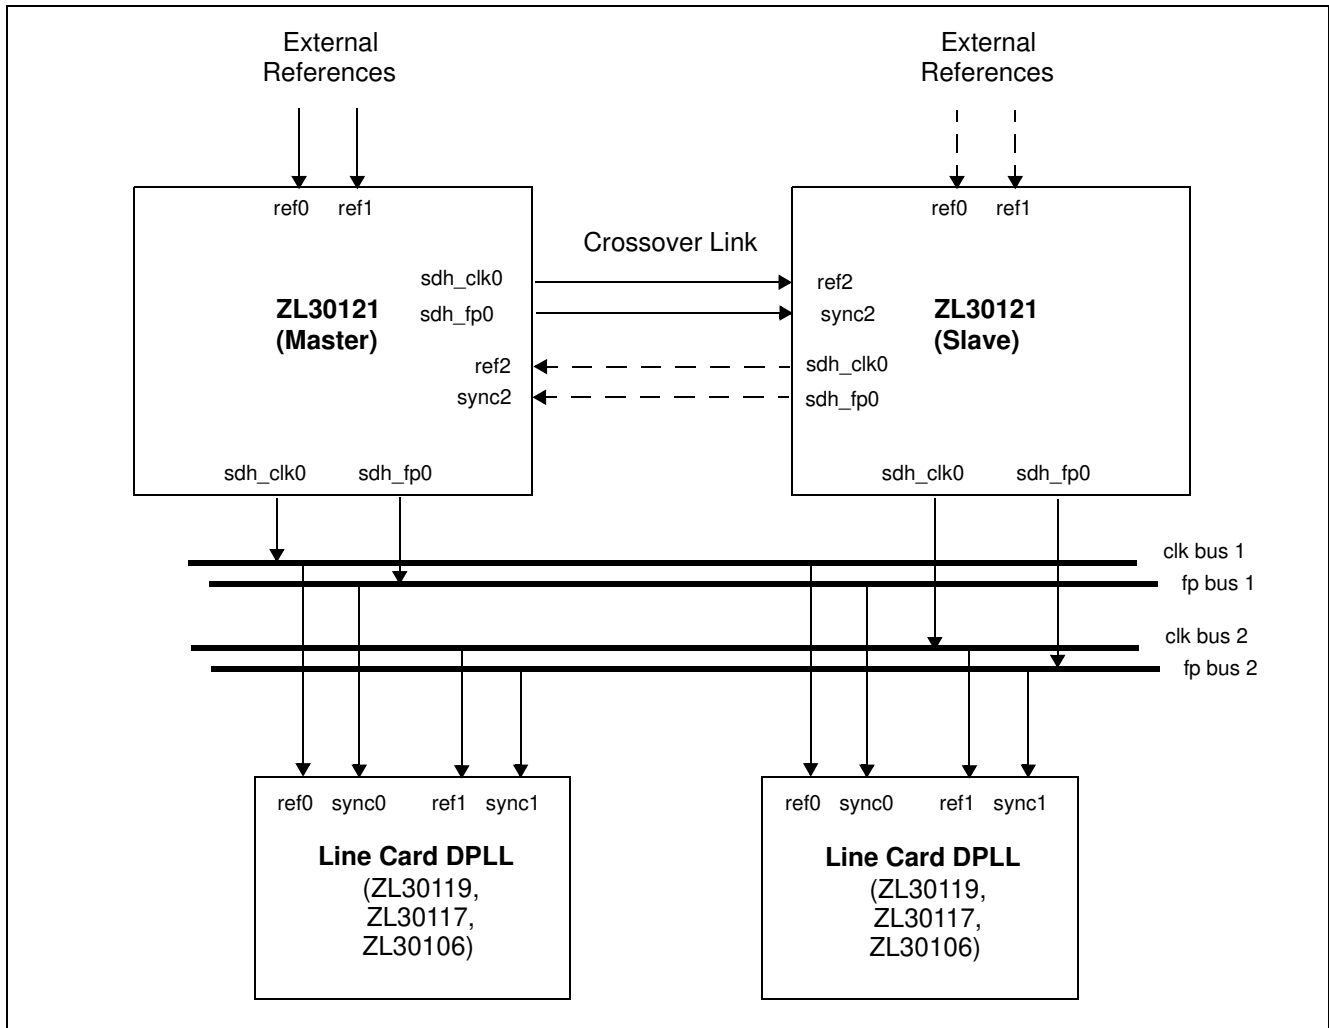 External
References
External
References
ref0 ref1
ref0 ref1
Crossover Link
sdh_clk0
ref2
ZL30121
(Master)
sdh_fp0
sync2
ZL30121
(Slave)
ref2
sdh_clk0
sync2
sdh_fp0
sdh_clk0 sdh_fp0
sdh_clk0 sdh_fp0
clk bus 1
fp bus 1
clk bus 2
fp bus 2
ref0 sync0 ref1 sync1
Line Card DPLL
(ZL30119,
ZL30117,
ZL30106)
ref0 sync0 ref1 sync1
Line Card DPLL
(ZL30119,
ZL30117,
ZL30106)